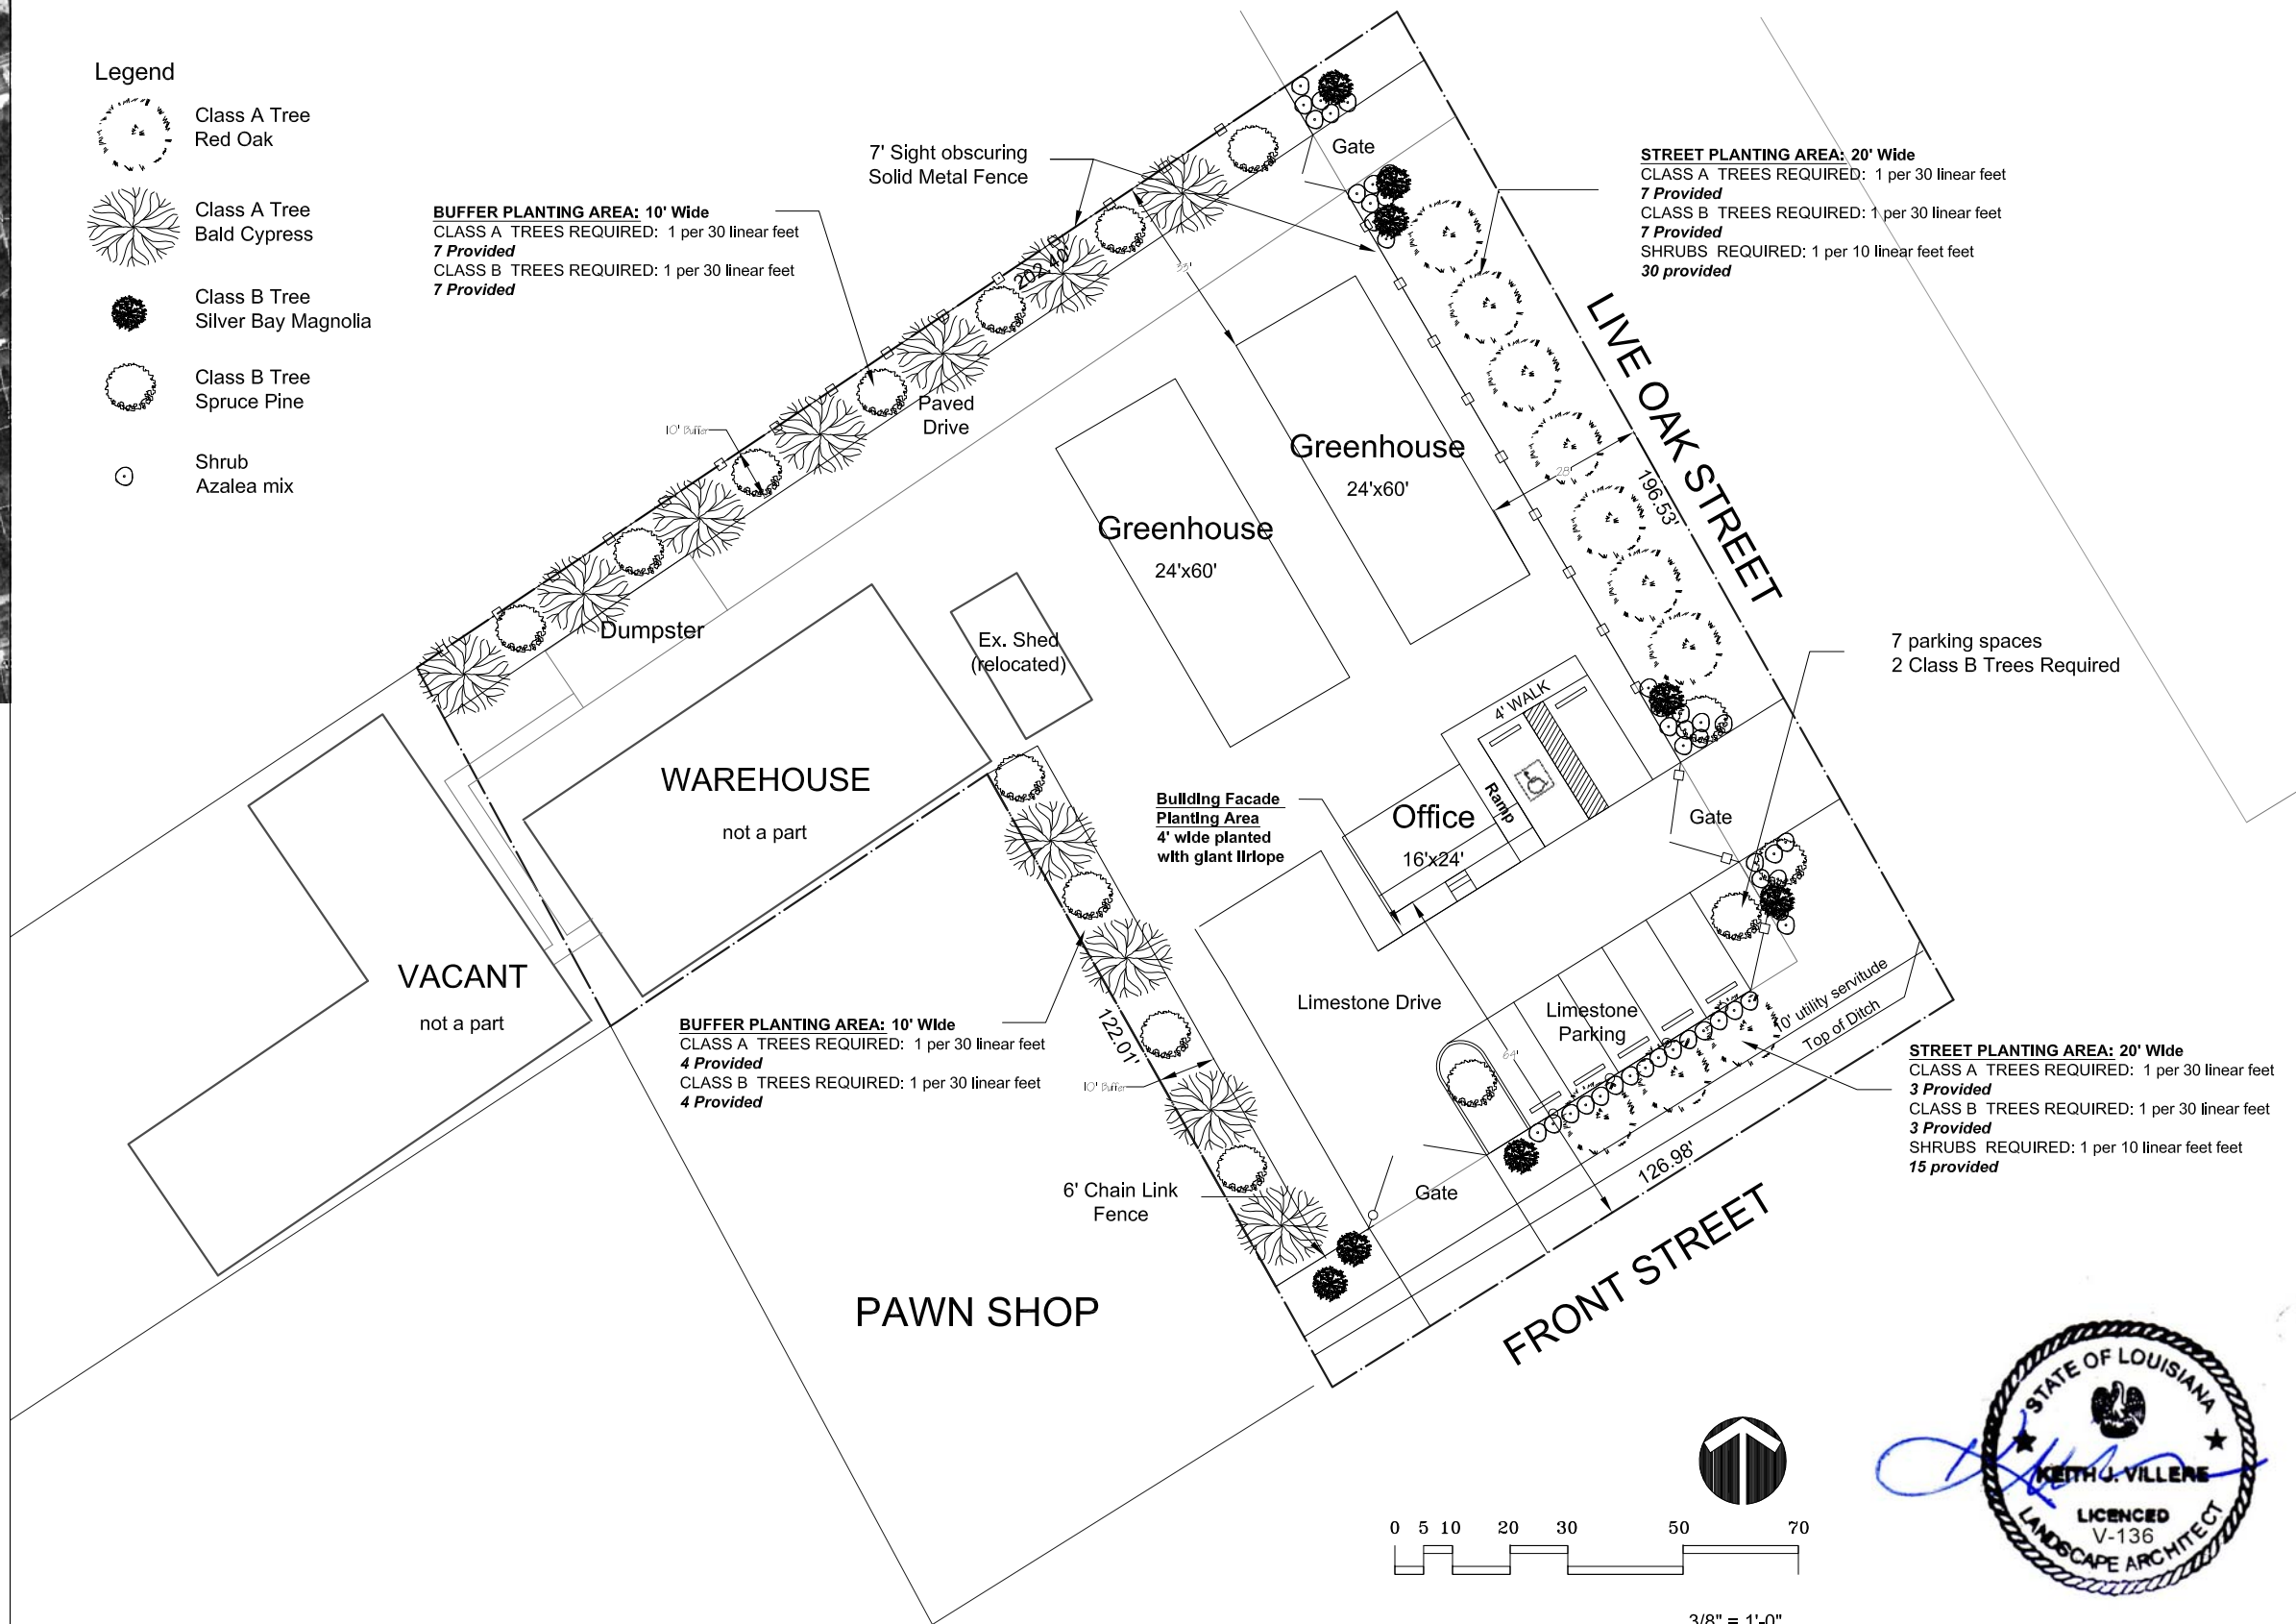 Legend
Class A Tree
Red Oak
Class A Tree
Bald Cypress
Class B Tree
Silver Bay Magnolia
Class B Tree
Spruce Pine
Shrub
Azalea mix
BUFFER PLANTING AREA: 10' Wide
CLASS A TREES REQUIRED: 1 per 30 linear feet
7 Provided
CLASS B TREES REQUIRED: 1 per 30 linear feet
7 Provided
7' Sight obscuring
Solid Metal Fence
202.40'
33'
Gate
STREET PLANTING AREA: 20' Wide
CLASS A TREES REQUIRED: 1 per 30 linear feet
7 Provided
CLASS B TREES REQUIRED: 1 per 30 linear feet
7 Provided
SHRUBS REQUIRED: 1 per 10 linear feet feet
30 provided
LIVE OAK STREET
196.53'
28'
10' Buffer
Paved
Drive
Greenhouse
24'x60'
Greenhouse
24'x60'
Dumpster
Ex. Shed
(relocated)
WAREHOUSE
not a part
VACANT
not a part
7 parking spaces
2 Class B Trees Required
4' WALK
Ramp
Office
16'x24'
Building Facade
Planting Area
4' wide planted
with giant lirlope
Gate
Limestone Drive
Limestone
Parking
64'
10' utility servitude
Top of Ditch
BUFFER PLANTING AREA: 10' Wide
CLASS A TREES REQUIRED: 1 per 30 linear feet
4 Provided
CLASS B TREES REQUIRED: 1 per 30 linear feet
4 Provided
122.01'
10' Buffer
STREET PLANTING AREA: 20' Wide
CLASS A TREES REQUIRED: 1 per 30 linear feet
3 Provided
CLASS B TREES REQUIRED: 1 per 30 linear feet
3 Provided
SHRUBS REQUIRED: 1 per 10 linear feet feet
15 provided
6' Chain Link
Fence
Gate
126.98'
FRONT STREET
PAWN SHOP
0 5 10 20 30 50 70
3/8" = 1'-0"
STATE OF LOUISIANA
KEITH J. VILLERE
LICENCED
V-136
LANDSCAPE ARCHITECT